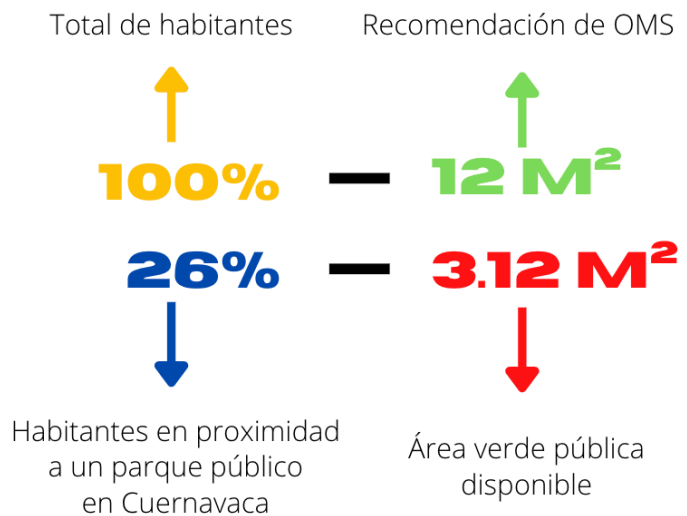 Total de habitantes
Recomendación de OMS
100% — 12 M²
26% — 3.12 M²
Habitantes en proximidad
a un parque público
en Cuernavaca
Área verde pública
disponible